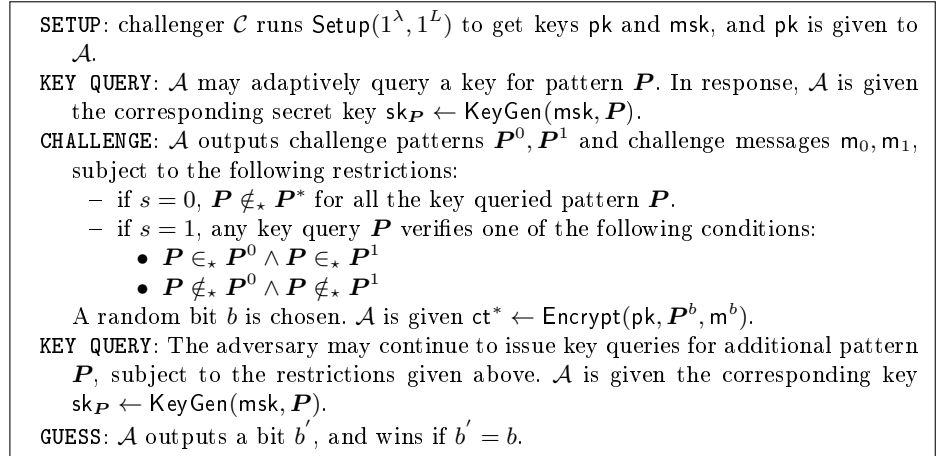 SETUP: challenger 𝒞 runs Setup(1^λ, 1^L) to get keys pk and msk, and pk is given to
𝒜.
KEY QUERY: 𝒜 may adaptively query a key for pattern P. In response, 𝒜 is given
the corresponding secret key sk_P ← KeyGen(msk, P).
CHALLENGE: 𝒜 outputs challenge patterns P^0, P^1 and challenge messages m_0, m_1,
subject to the following restrictions:
– if s = 0, P ∉_⋆ P^* for all the key queried pattern P.
– if s = 1, any key query P verifies one of the following conditions:
• P ∈_⋆ P^0 ∧ P ∈_⋆ P^1
• P ∉_⋆ P^0 ∧ P ∉_⋆ P^1
A random bit b is chosen. 𝒜 is given ct^* ← Encrypt(pk, P^b, m^b).
KEY QUERY: The adversary may continue to issue key queries for additional pattern
P, subject to the restrictions given above. 𝒜 is given the corresponding key
sk_P ← KeyGen(msk, P).
GUESS: 𝒜 outputs a bit b′, and wins if b′ = b.